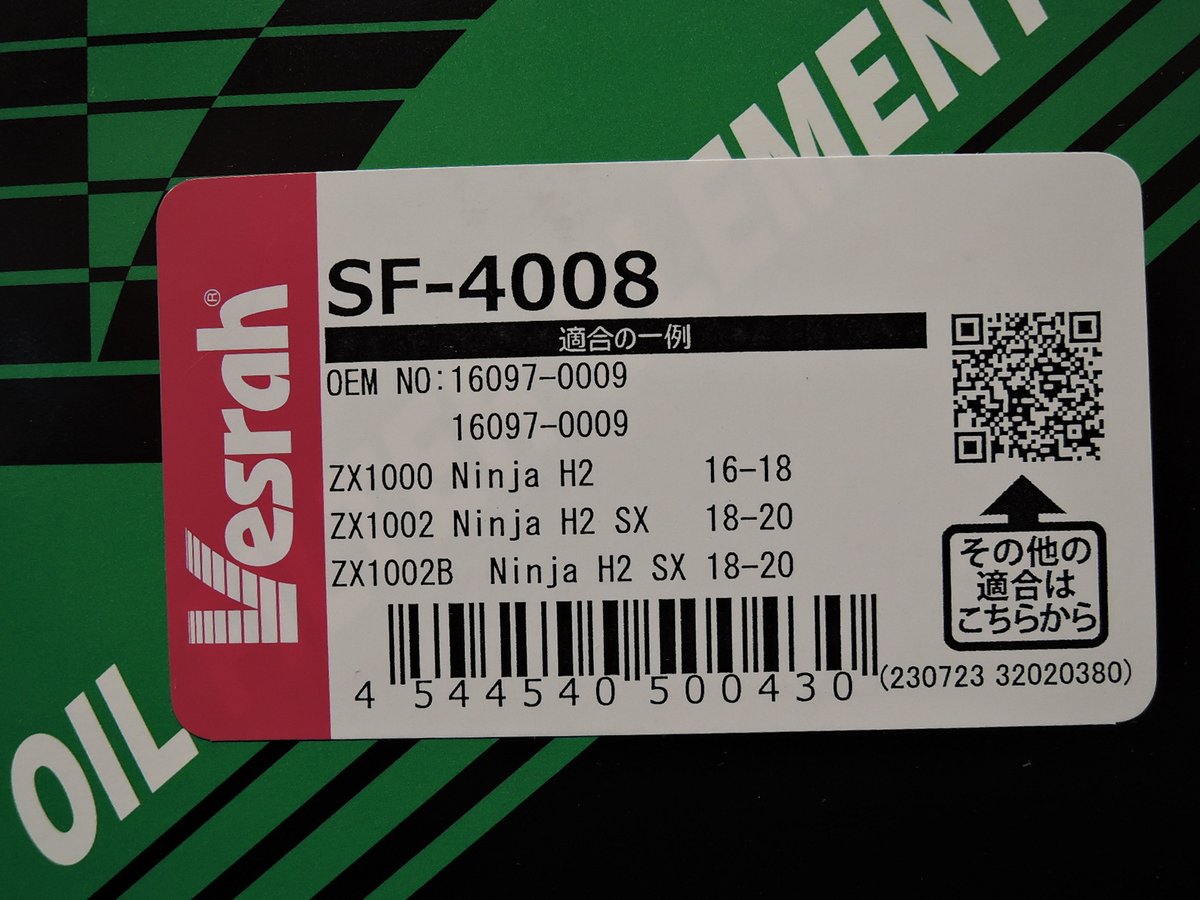 OIL ELEMENT
Vesrah®
SF-4008
適合の一例
OEM NO:16097-0009
16097-0009
ZX1000 Ninja H2 16-18
ZX1002 Ninja H2 SX 18-20
ZX1002B Ninja H2 SX 18-20
4 544540 500430
その他の
適合は
こちらから
(230723 32020380)